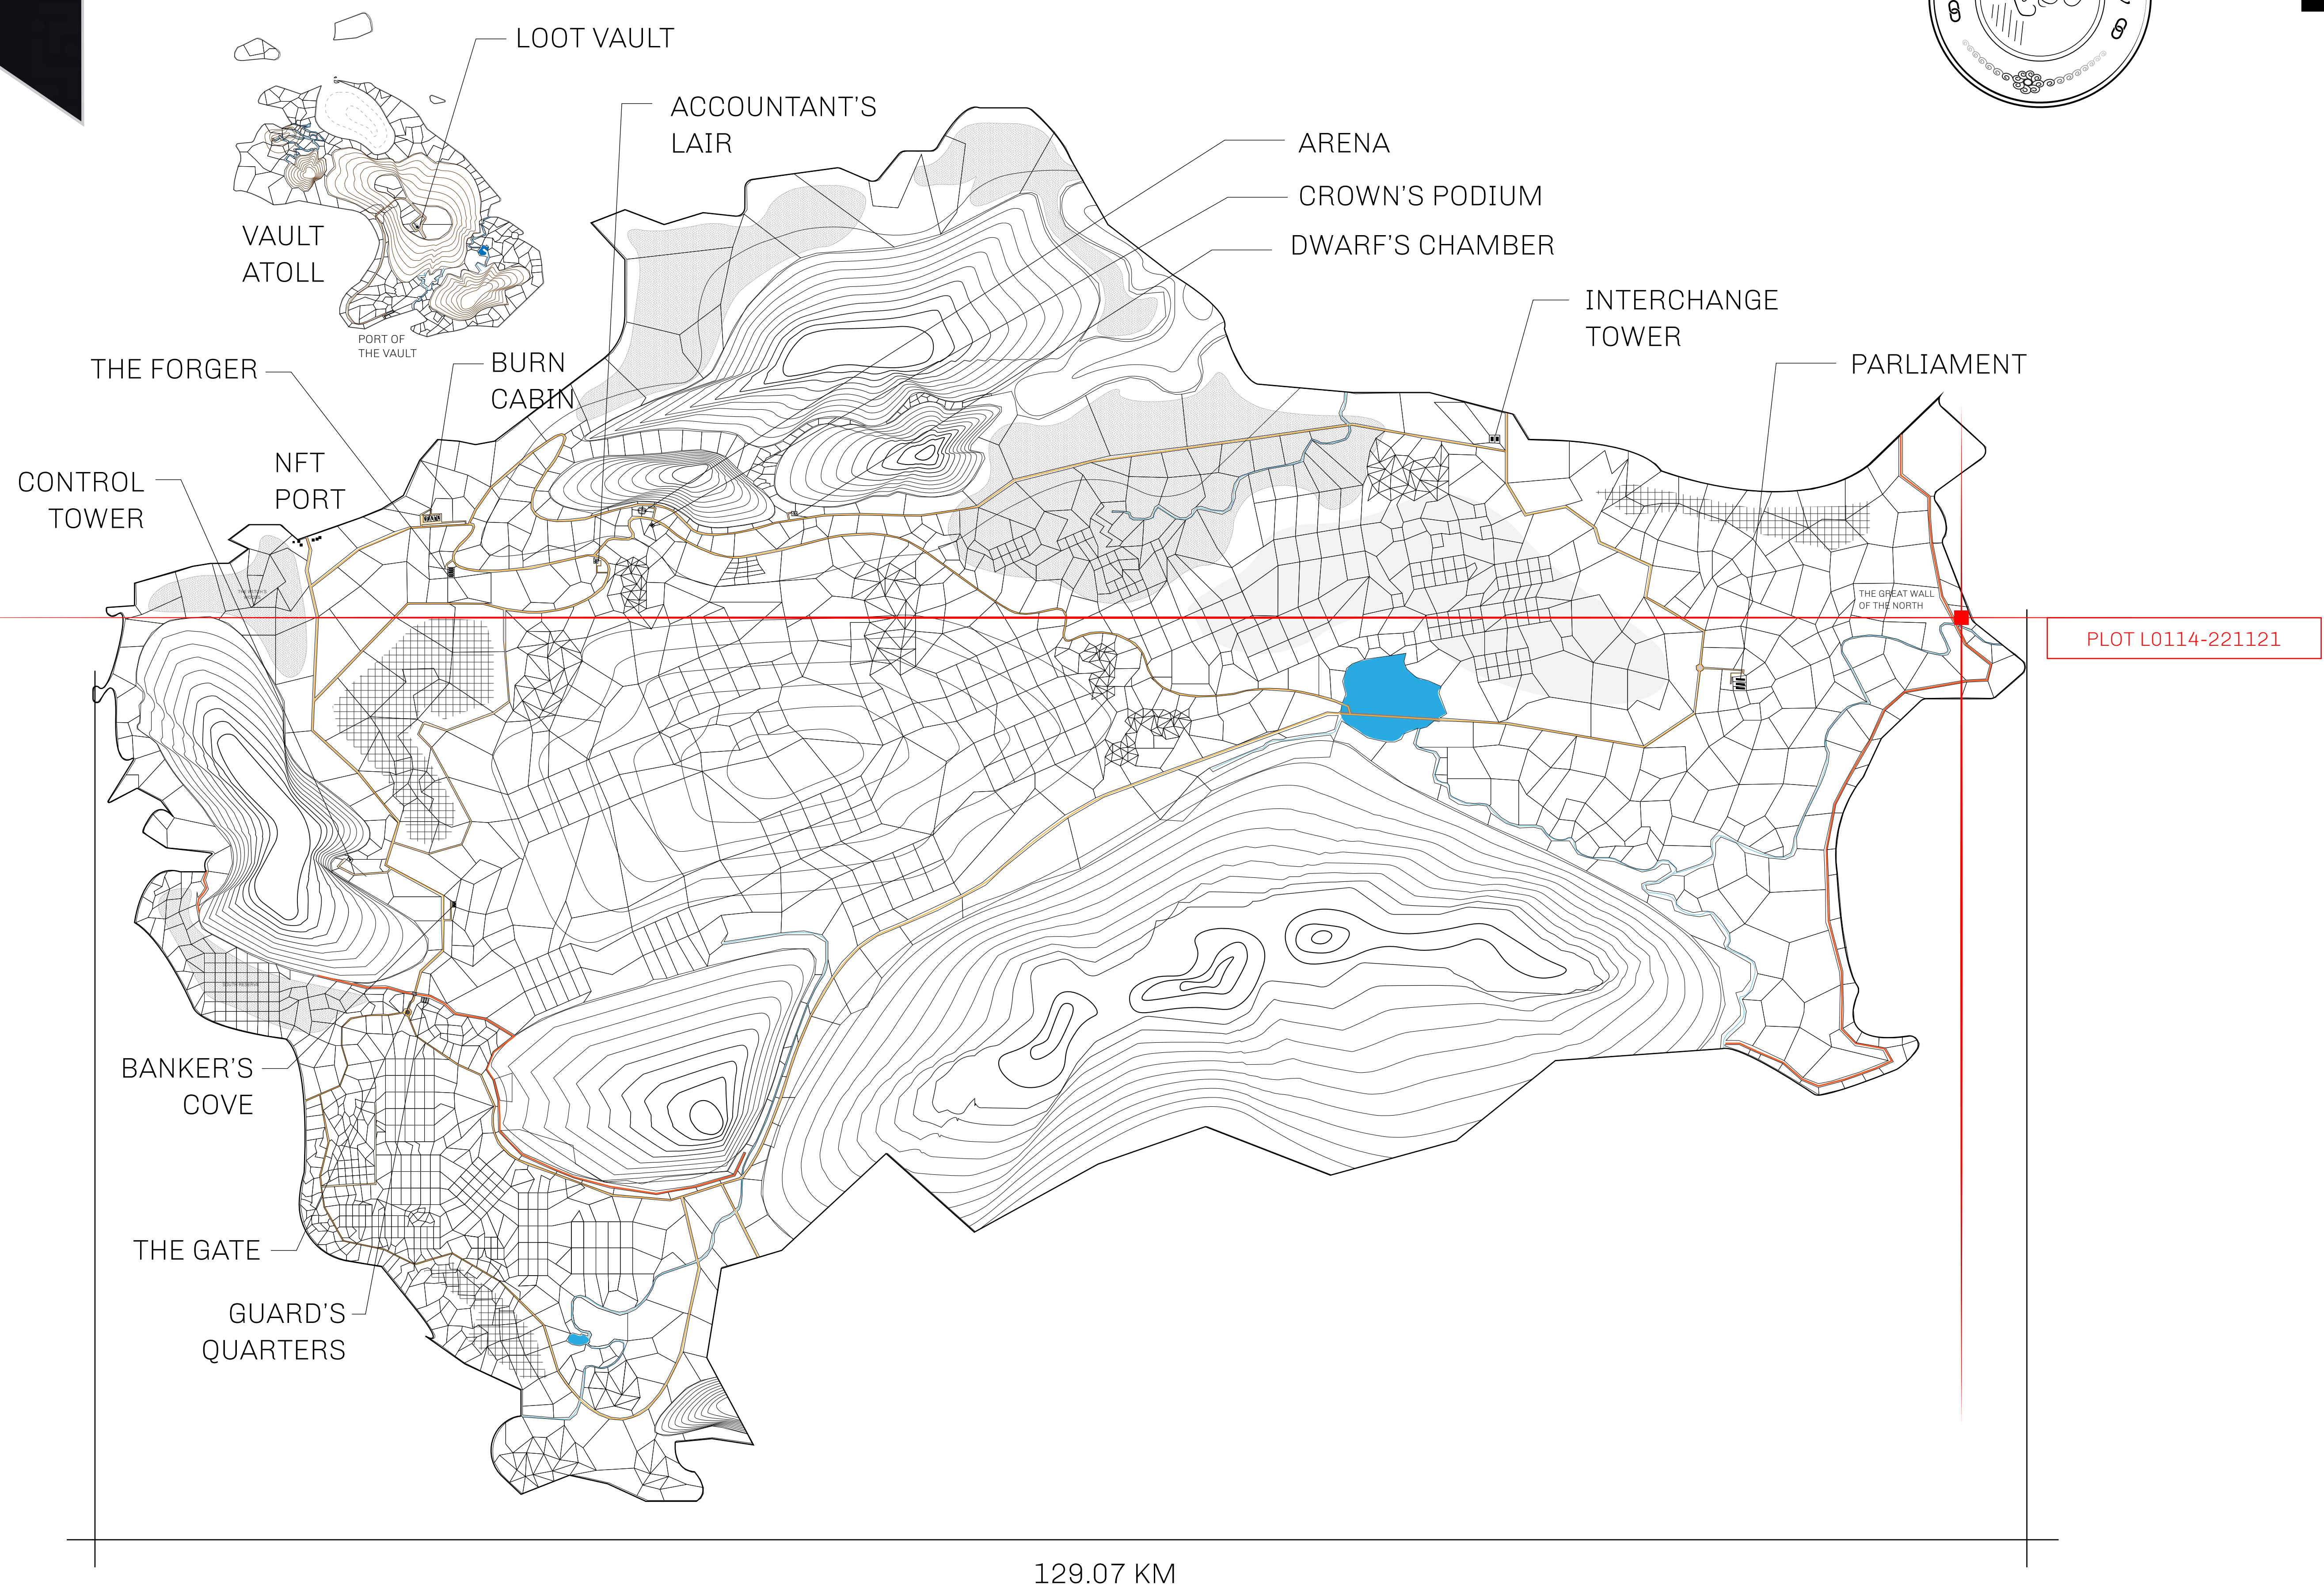 LOOT VAULT
ACCOUNTANT'S
LAIR
ARENA
CROWN'S PODIUM
VAULT
ATOLL
DWARF'S CHAMBER
INTERCHANGE
TOWER
PORT OF
THE VAULT
THE FORGER
BURN
CABIN
PARLIAMENT
NFT
PORT
CONTROL
TOWER
THE GREAT WALL
OF THE NORTH
PLOT L0114-221121
BANKER'S
COVE
THE GATE
GUARD'S
QUARTERS
129.07 KM